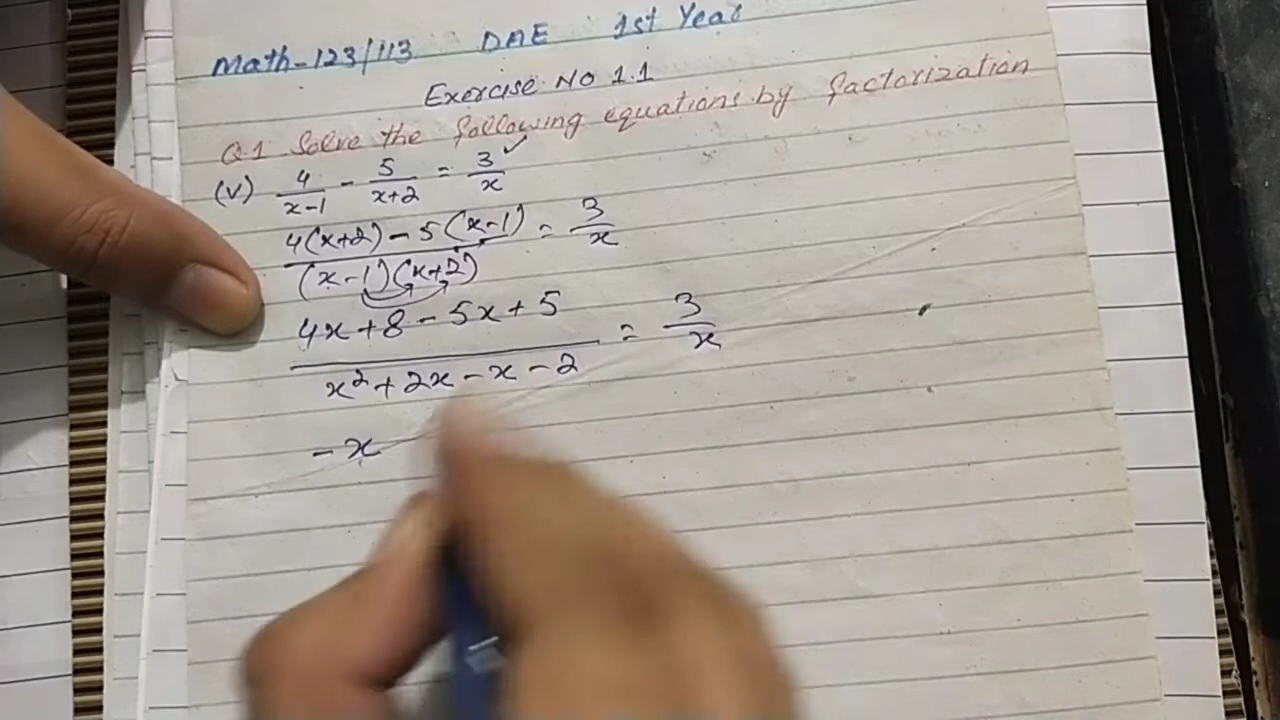 Math-123/113 DAE 1st Year
Exercise No 1.1
Q.1 Solve the following equations by factorization
(V) 4/(x-1) - 5/(x+2) = 3/x ✓
(4(x+2) - 5(x-1))/((x-1)(x+2)) = 3/x
(4x+8-5x+5)/(x²+2x-x-2) = 3/x
-x